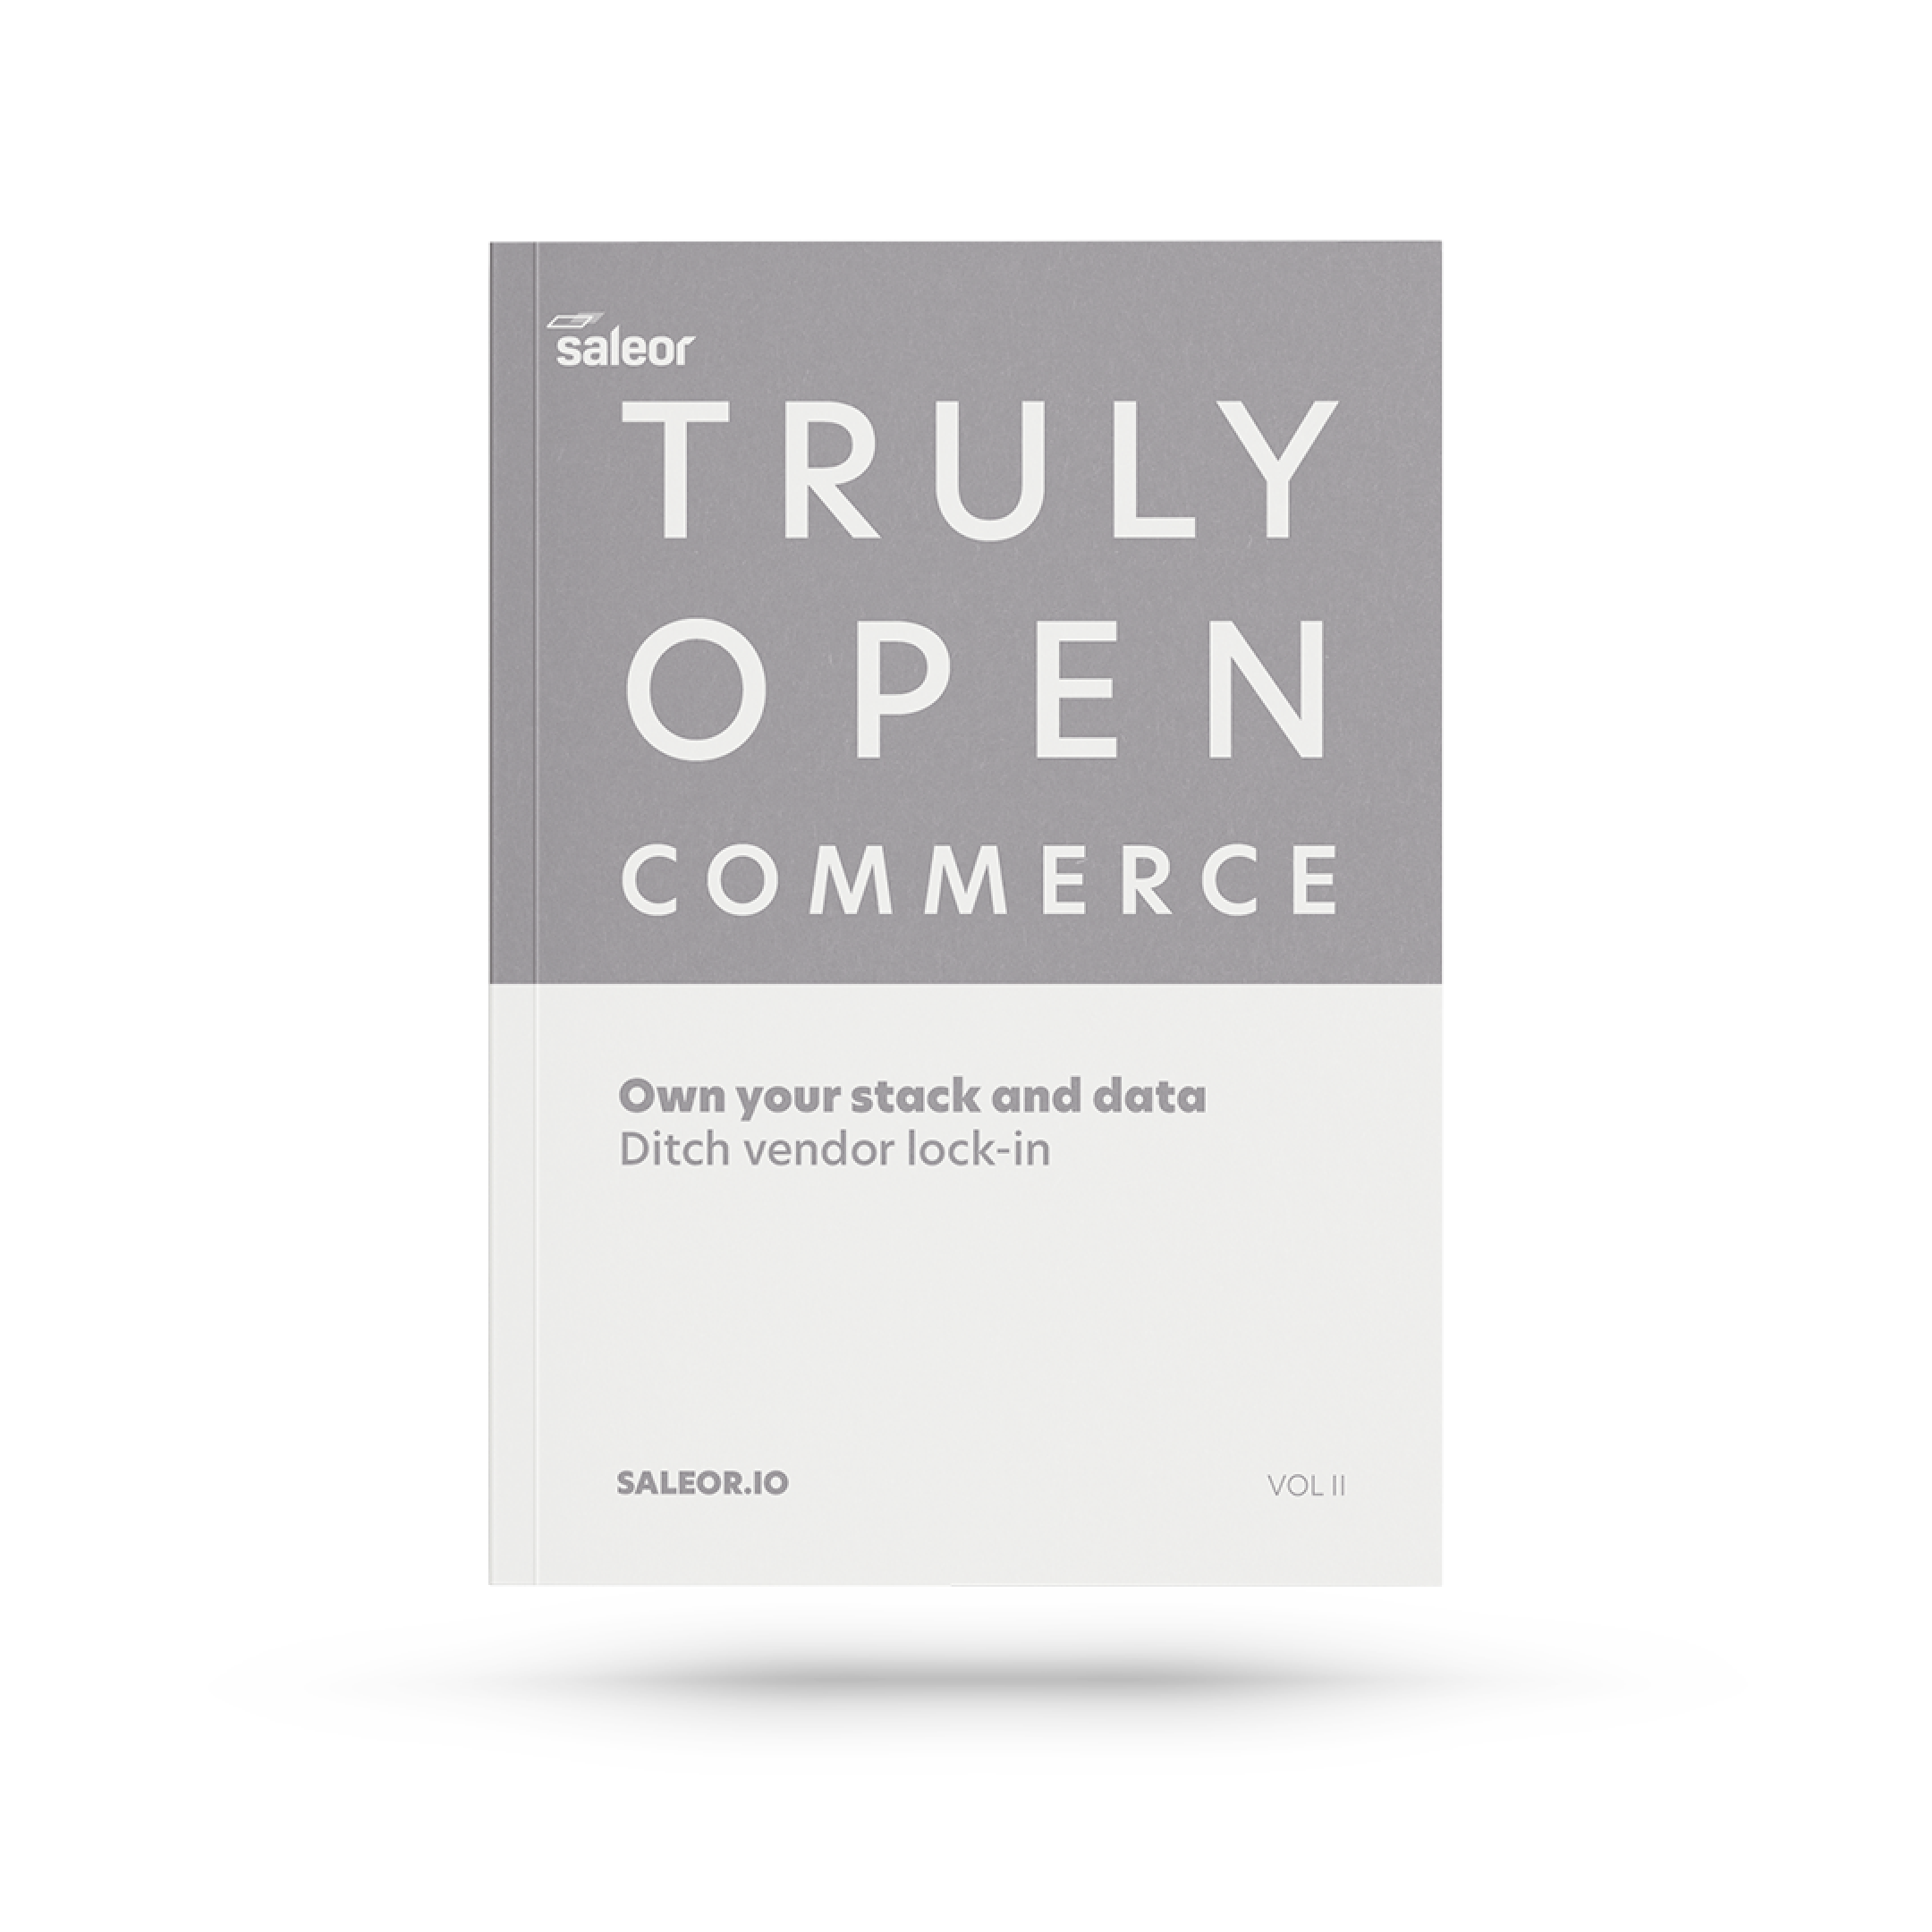 saleor
TRULY
OPEN
COMMERCE
Own your stack and data
Ditch vendor lock-in
SALEOR.IO
VOL II